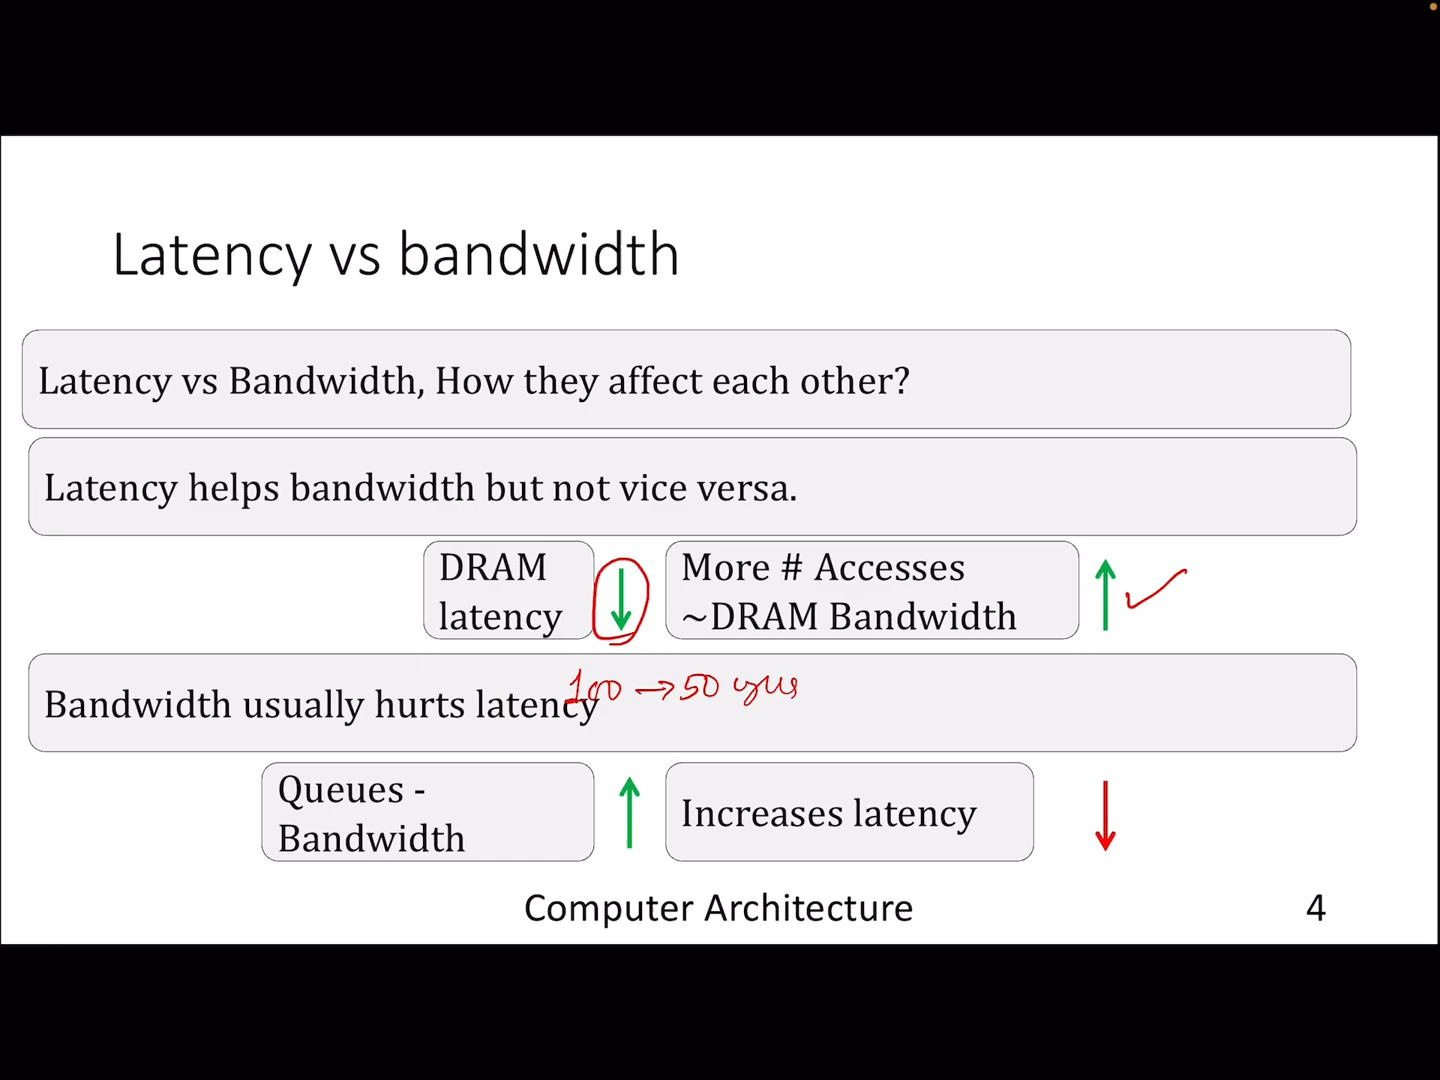 Latency vs bandwidth
Latency vs Bandwidth, How they affect each other?
Latency helps bandwidth but not vice versa.
DRAM
latency
More # Accesses
~DRAM Bandwidth
100 → 50
Bandwidth usually hurts latency
Queues -
Bandwidth
Increases latency
Computer Architecture
4